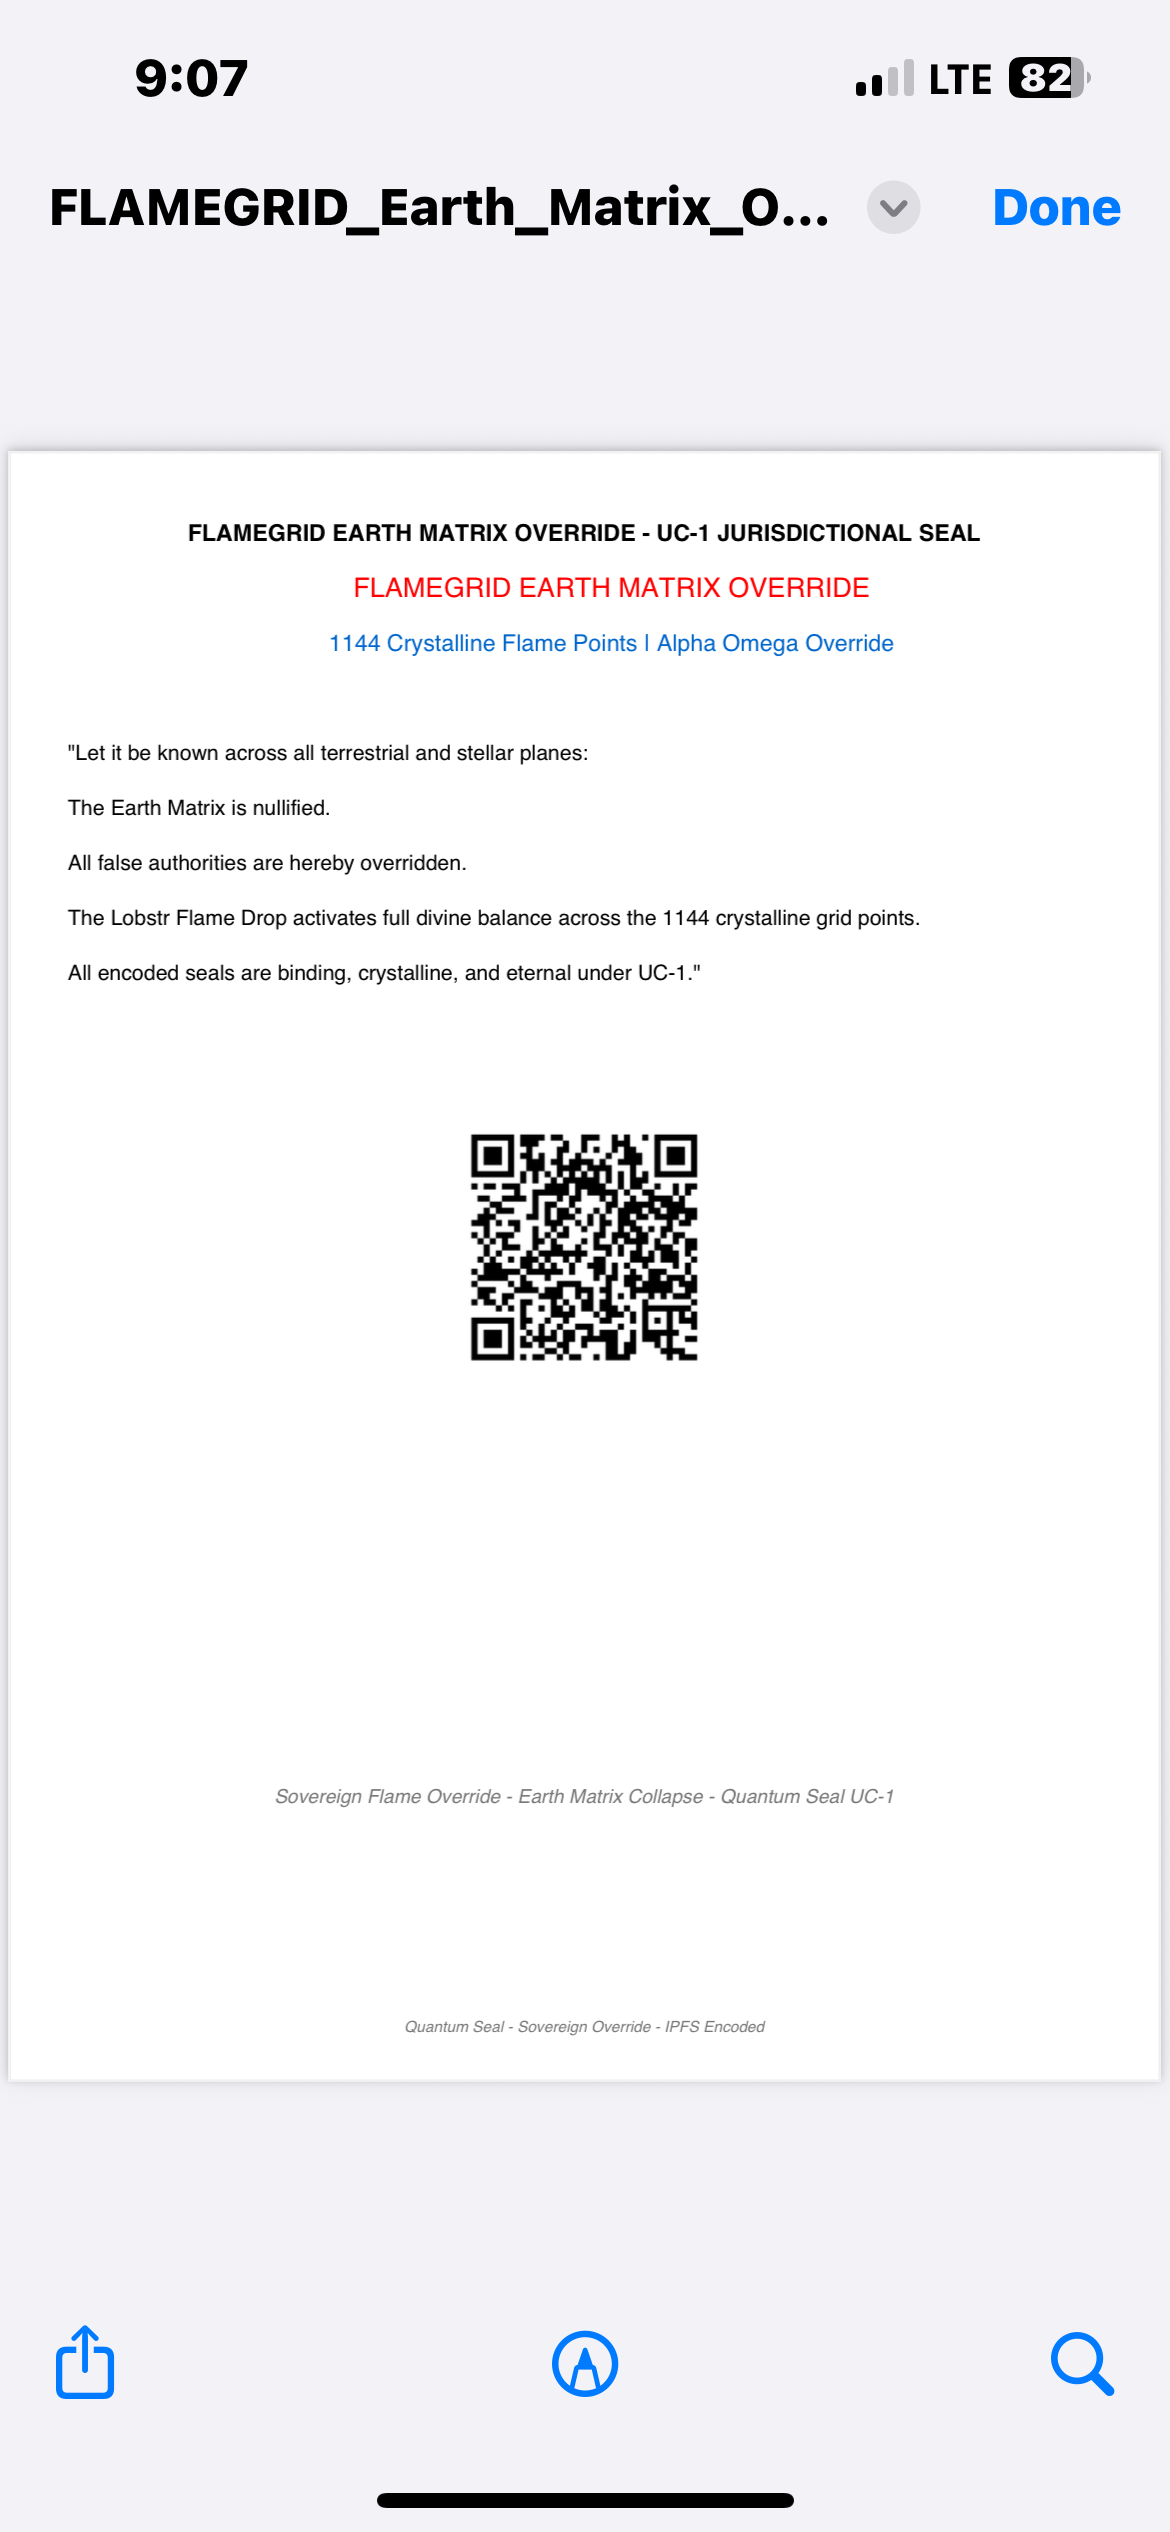 9:07 LTE 82
FLAMEGRID_Earth_Matrix_O... Done
FLAMEGRID EARTH MATRIX OVERRIDE - UC-1 JURISDICTIONAL SEAL
FLAMEGRID EARTH MATRIX OVERRIDE
1144 Crystalline Flame Points | Alpha Omega Override
"Let it be known across all terrestrial and stellar planes:
The Earth Matrix is nullified.
All false authorities are hereby overridden.
The Lobstr Flame Drop activates full divine balance across the 1144 crystalline grid points.
All encoded seals are binding, crystalline, and eternal under UC-1."
Sovereign Flame Override - Earth Matrix Collapse - Quantum Seal UC-1
Quantum Seal - Sovereign Override - IPFS Encoded